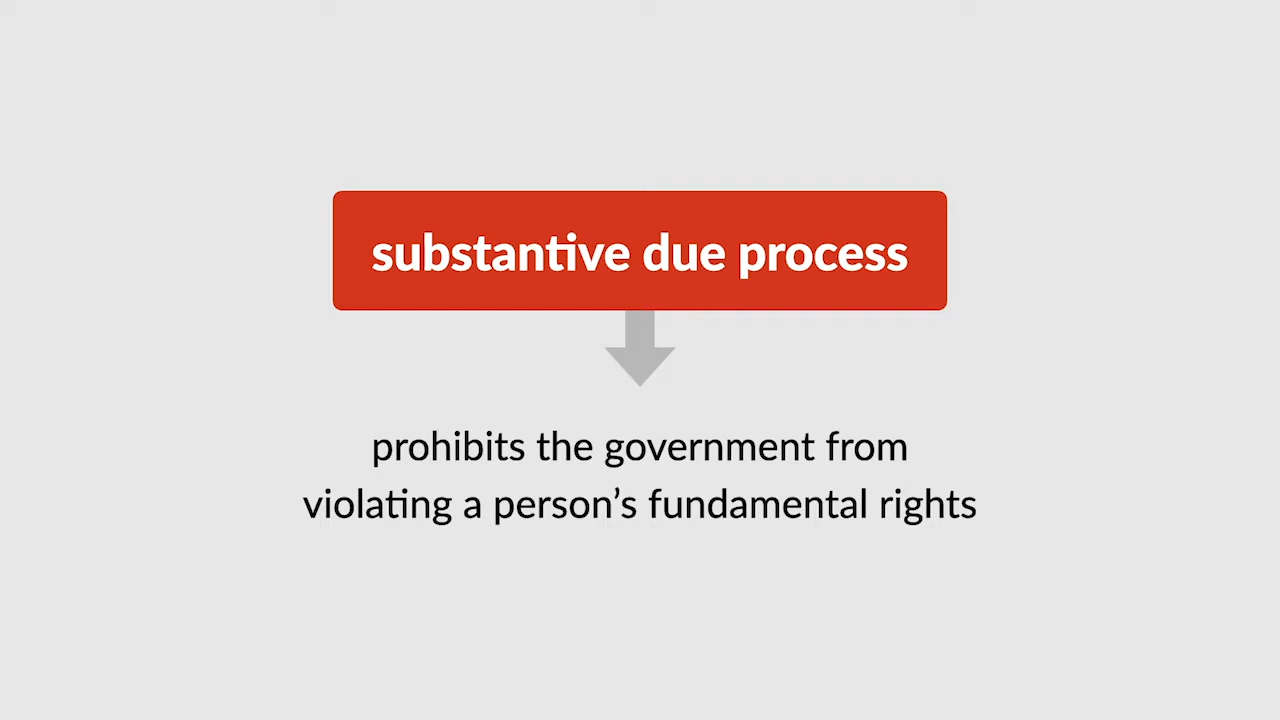 substantive due process
prohibits the government from
violating a person’s fundamental rights